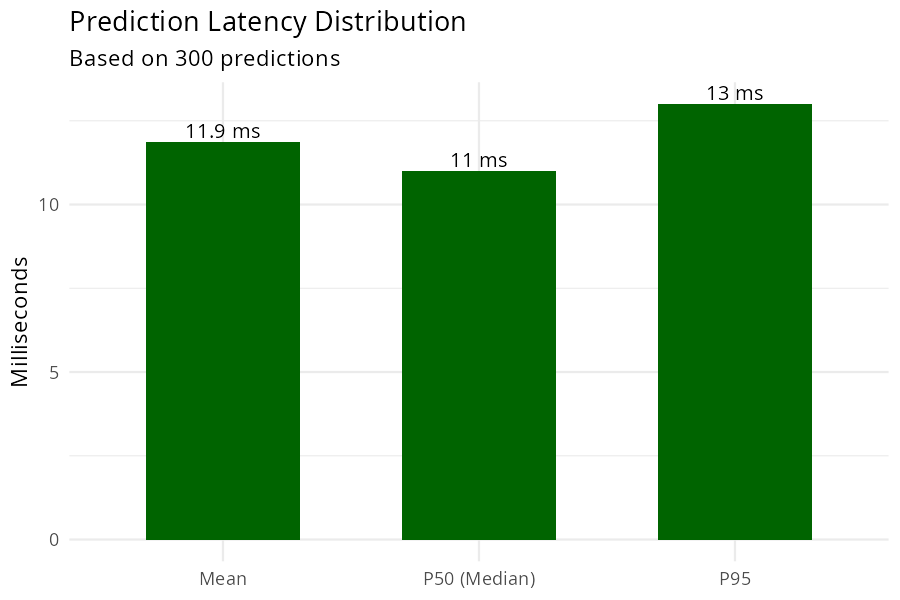 Prediction Latency Distribution
Based on 300 predictions
Milliseconds
13 ms
11.9 ms
11 ms
10
5
0
Mean
P50 (Median)
P95